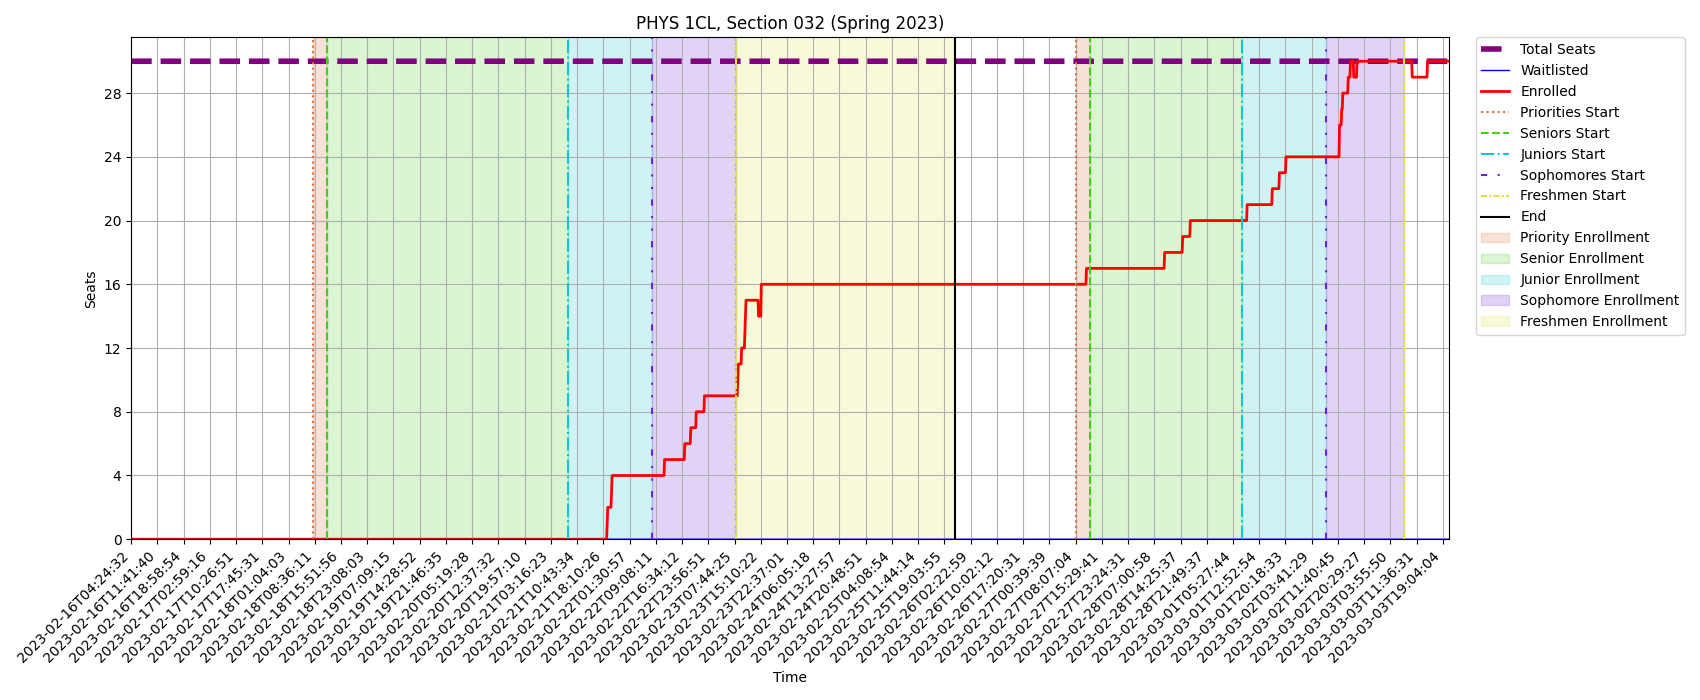 PHYS 1CL, Section 032 (Spring 2023)
Seats
28
24
20
16
12
8
4
0
2023-02-16T04:24:32
2023-02-16T11:41:40
2023-02-16T18:58:54
2023-02-17T02:59:16
2023-02-17T10:26:51
2023-02-17T17:45:31
2023-02-18T01:04:03
2023-02-18T08:36:11
2023-02-18T15:51:56
2023-02-18T23:08:03
2023-02-19T07:09:15
2023-02-19T14:28:52
2023-02-19T21:46:35
2023-02-20T05:19:28
2023-02-20T12:37:32
2023-02-20T19:57:10
2023-02-21T03:16:23
2023-02-21T10:43:34
2023-02-21T18:10:26
2023-02-22T01:30:57
2023-02-22T09:08:11
2023-02-22T16:34:12
2023-02-22T23:56:51
2023-02-23T07:44:25
2023-02-23T15:10:22
2023-02-23T22:37:01
2023-02-24T06:05:18
2023-02-24T13:27:57
2023-02-24T20:48:51
2023-02-25T04:08:54
2023-02-25T11:44:14
2023-02-25T19:03:55
2023-02-26T02:22:59
2023-02-26T10:02:12
2023-02-26T17:20:31
2023-02-27T00:39:39
2023-02-27T08:07:04
2023-02-27T15:29:41
2023-02-27T23:24:31
2023-02-28T07:00:58
2023-02-28T14:25:37
2023-02-28T21:49:37
2023-03-01T05:27:44
2023-03-01T12:52:54
2023-03-01T20:18:33
2023-03-02T03:41:29
2023-03-02T11:40:45
2023-03-02T20:29:27
2023-03-03T03:55:50
2023-03-03T11:36:31
2023-03-03T19:04:04
Time
Total Seats
Waitlisted
Enrolled
Priorities Start
Seniors Start
Juniors Start
Sophomores Start
Freshmen Start
End
Priority Enrollment
Senior Enrollment
Junior Enrollment
Sophomore Enrollment
Freshmen Enrollment